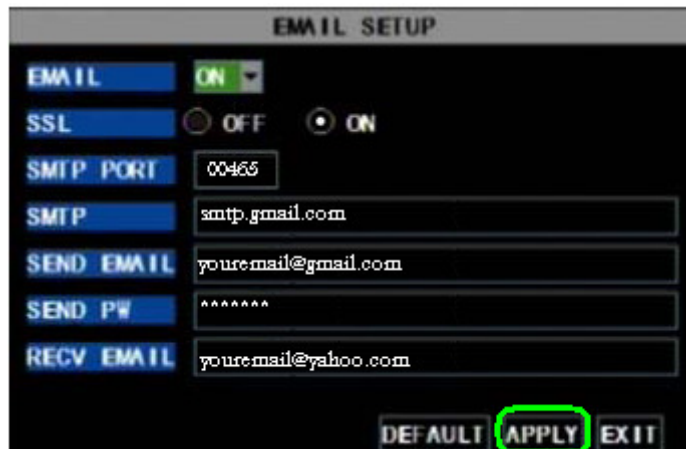 EMAIL SETUP
EMAIL ON
SSL OFF ON
SMTP PORT 00465
SMTP smtp.gmail.com
SEND EMAIL youremail@gmail.com
SEND PW *******
RECV EMAIL youremail@yahoo.com
DEFAULT APPLY EXIT